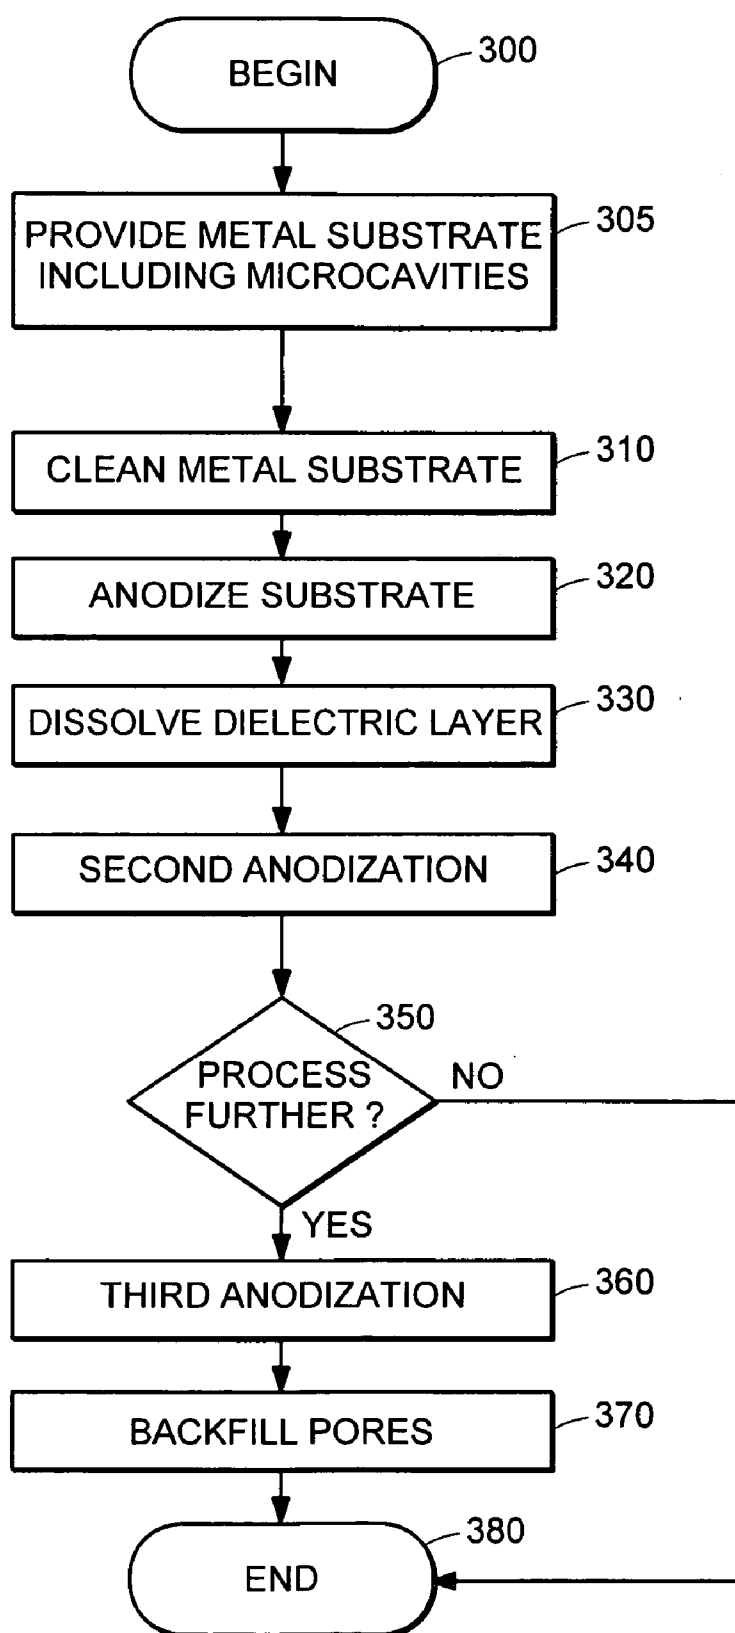 BEGIN
300
PROVIDE METAL SUBSTRATE
INCLUDING MICROCAVITIES
305
CLEAN METAL SUBSTRATE
310
ANODIZE SUBSTRATE
320
DISSOLVE DIELECTRIC LAYER
330
SECOND ANODIZATION
340
350
PROCESS
FURTHER ?
NO
YES
THIRD ANODIZATION
360
BACKFILL PORES
370
380
END